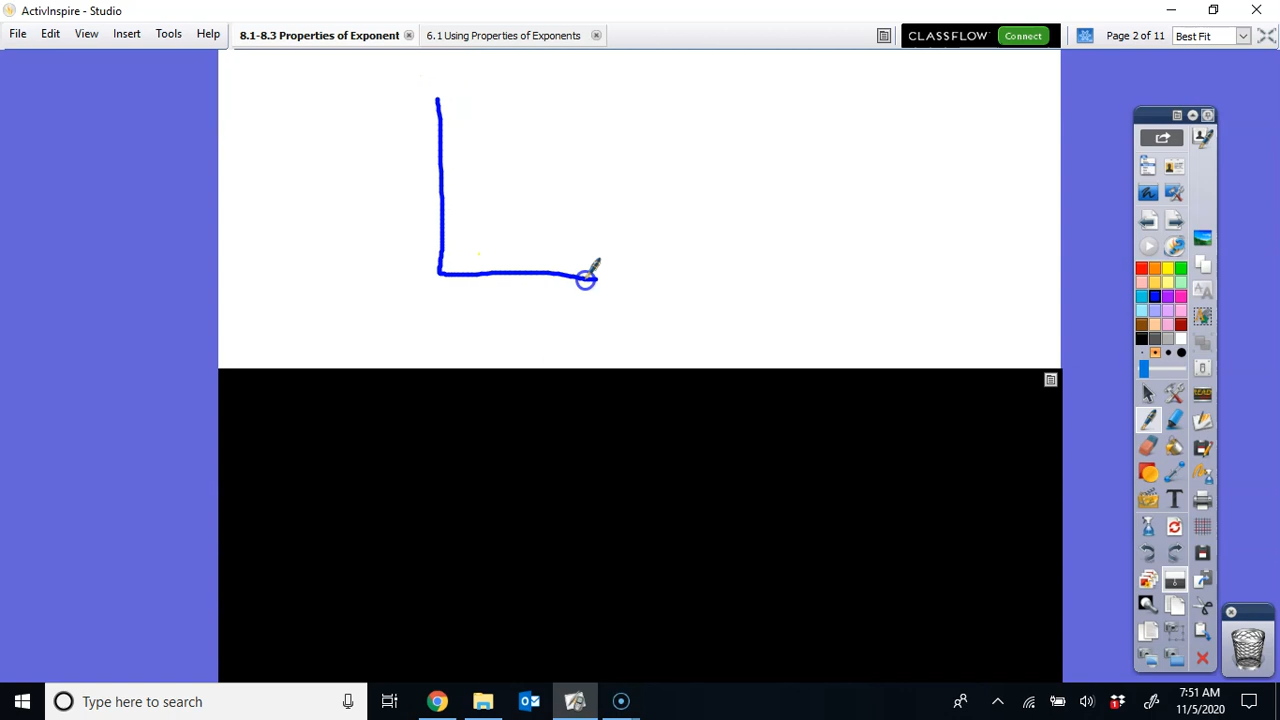 ActivInspire - Studio
File Edit View Insert Tools Help
8.1-8.3 Properties of Exponent
6.1 Using Properties of Exponents
CLASSFLOW Connect
Page 2 of 11
Best Fit
Type here to search
7:51 AM
11/5/2020